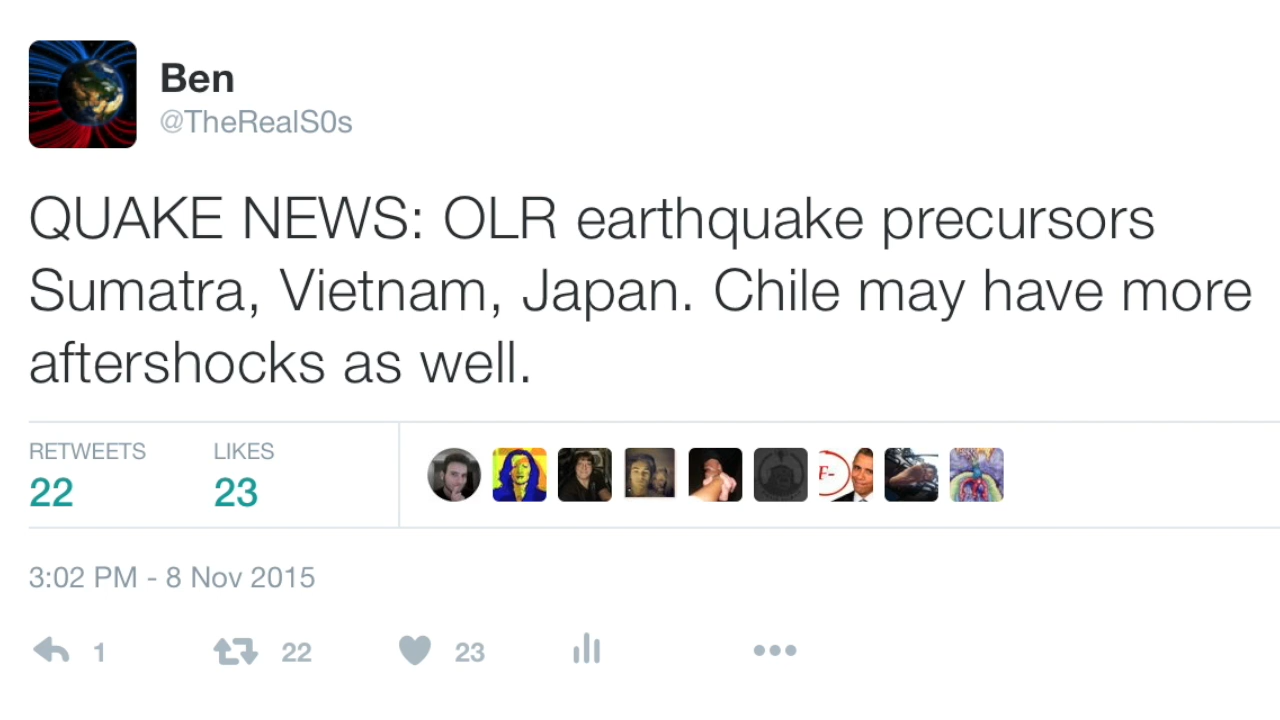 Ben
@TheRealS0s
QUAKE NEWS: OLR earthquake precursors
Sumatra, Vietnam, Japan. Chile may have more
aftershocks as well.
RETWEETS LIKES
22 23
F-
3:02 PM - 8 Nov 2015
1 22 23